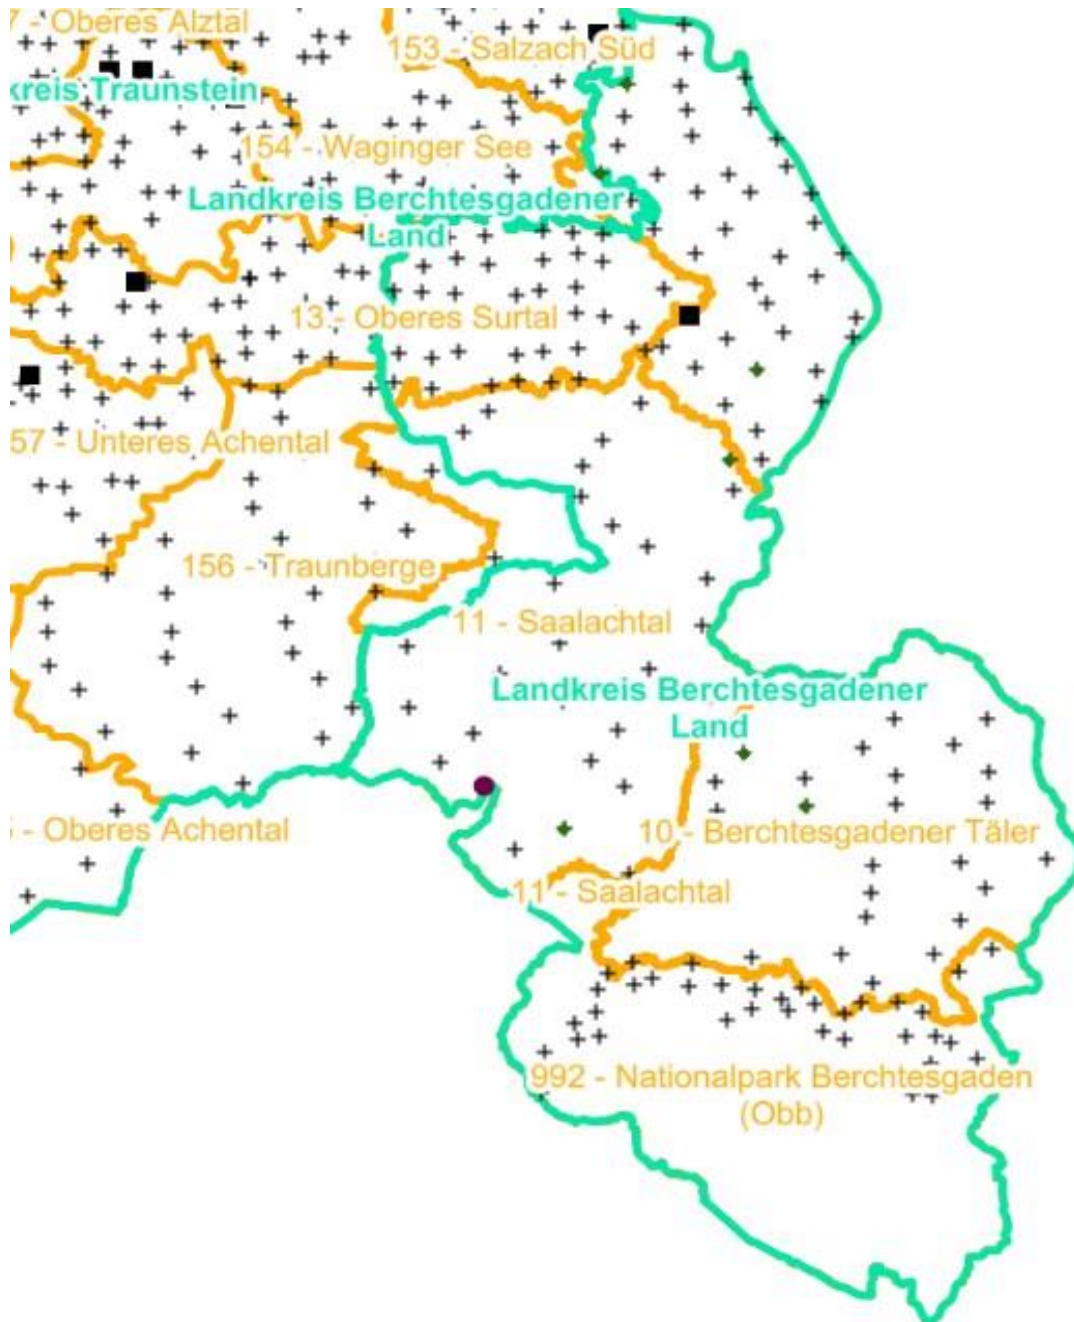 7 - Oberes Alztal
153 - Salzach Süd
kreis Traunstein
154 - Waginger See
Landkreis Berchtesgadener
Land
13 - Oberes Surtal
57 - Unteres Achental
156 - Traunberge
11 - Saalachtal
Landkreis Berchtesgadener
Land
- Oberes Achental
10 - Berchtesgadener Täler
11 - Saalachtal
992 - Nationalpark Berchtesgaden
(Obb)